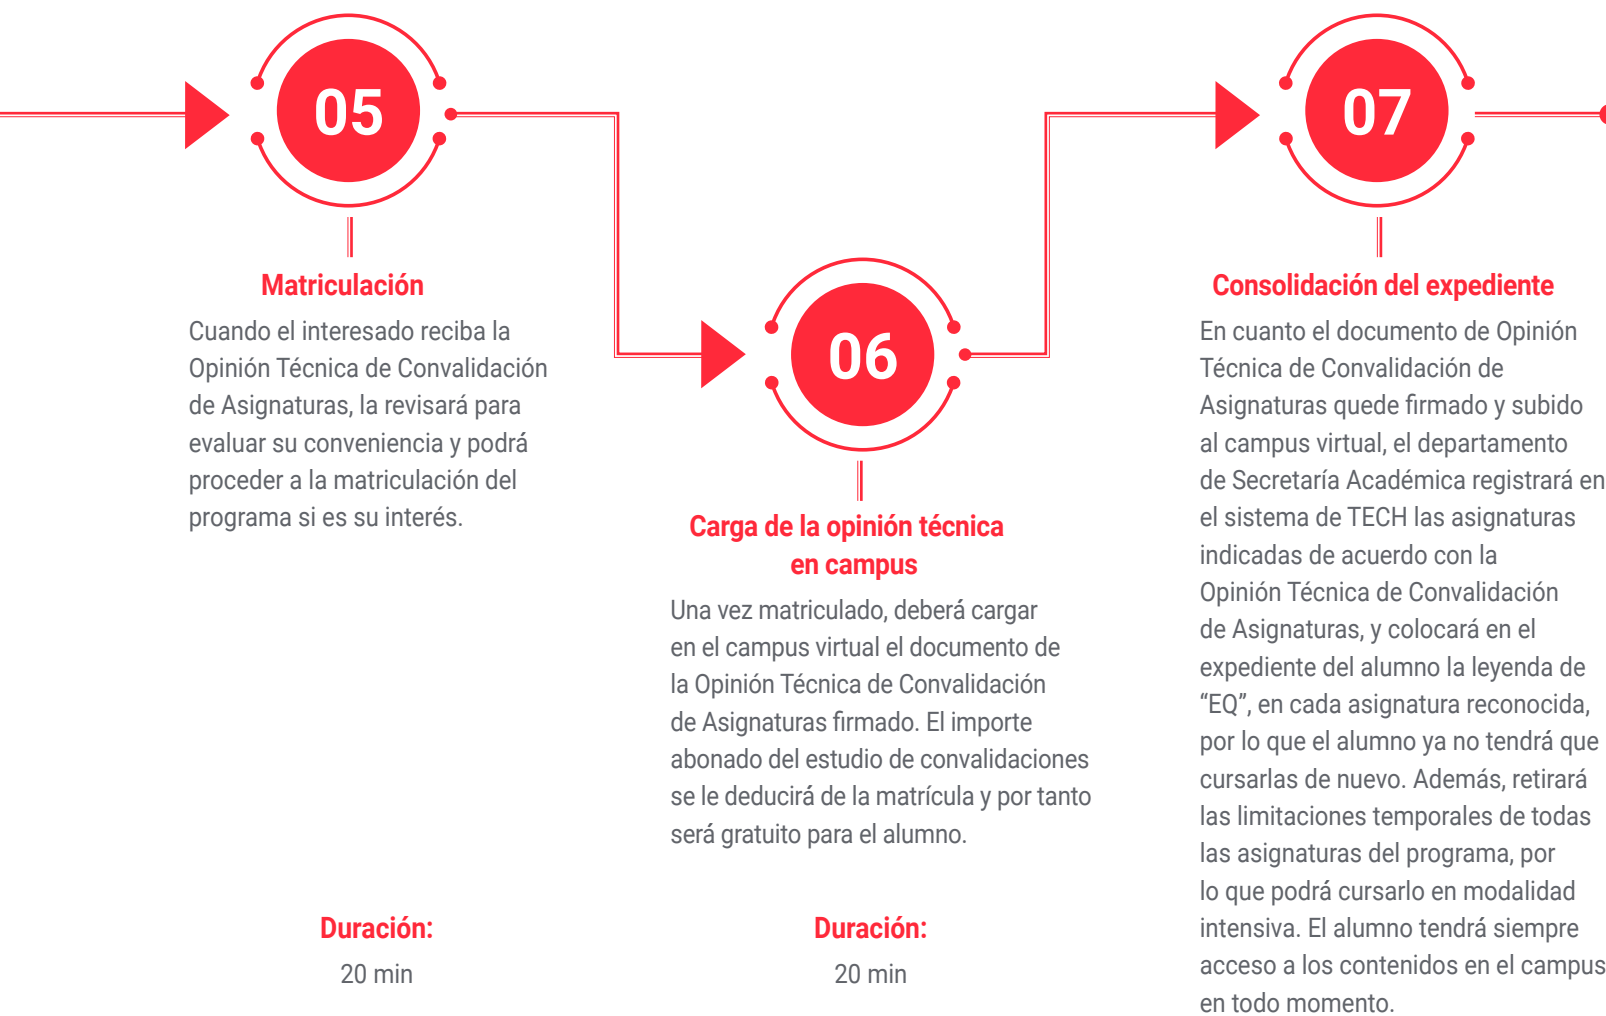 05
Matriculación
Cuando el interesado reciba la
Opinión Técnica de Convalidación
de Asignaturas, la revisará para
evaluar su conveniencia y podrá
proceder a la matriculación del
programa si es su interés.
Duración:
20 min
06
Carga de la opinión técnica
en campus
Una vez matriculado, deberá cargar
en el campus virtual el documento de
la Opinión Técnica de Convalidación
de Asignaturas firmado. El importe
abonado del estudio de convalidaciones
se le deducirá de la matrícula y por tanto
será gratuito para el alumno.
Duración:
20 min
07
Consolidación del expediente
En cuanto el documento de Opinión
Técnica de Convalidación de
Asignaturas quede firmado y subido
al campus virtual, el departamento
de Secretaría Académica registrará en
el sistema de TECH las asignaturas
indicadas de acuerdo con la
Opinión Técnica de Convalidación
de Asignaturas, y colocará en el
expediente del alumno la leyenda de
“EQ”, en cada asignatura reconocida,
por lo que el alumno ya no tendrá que
cursarlas de nuevo. Además, retirará
las limitaciones temporales de todas
las asignaturas del programa, por
lo que podrá cursarlo en modalidad
intensiva. El alumno tendrá siempre
acceso a los contenidos en el campus
en todo momento.